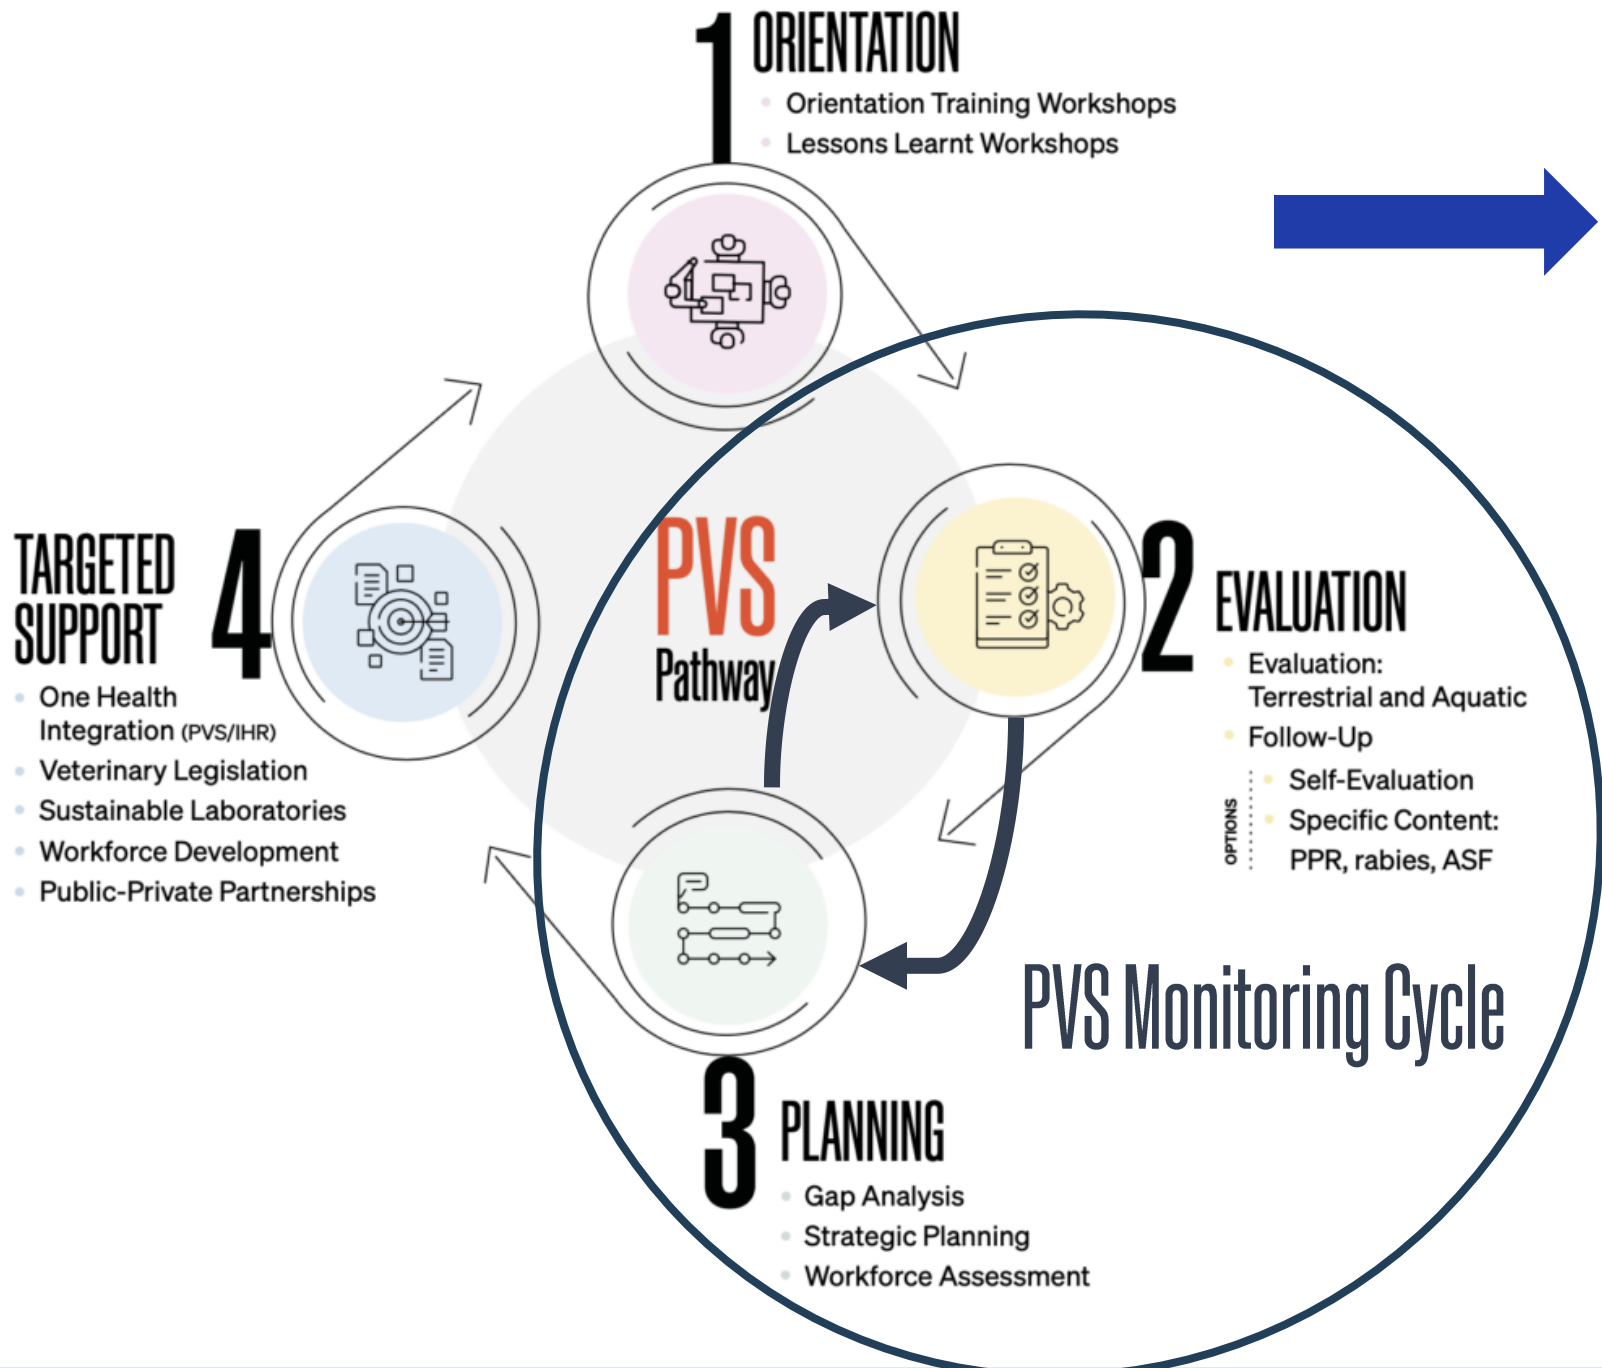 1 ORIENTATION
Orientation Training Workshops
Lessons Learnt Workshops
PVS
Pathway
2 EVALUATION
Evaluation:
Terrestrial and Aquatic
Follow-Up
OPTIONS
Self-Evaluation
Specific Content:
PPR, rabies, ASF
PVS Monitoring Cycle
3 PLANNING
Gap Analysis
Strategic Planning
Workforce Assessment
TARGETED
SUPPORT
4
One Health
Integration (PVS/IHR)
Veterinary Legislation
Sustainable Laboratories
Workforce Development
Public-Private Partnerships